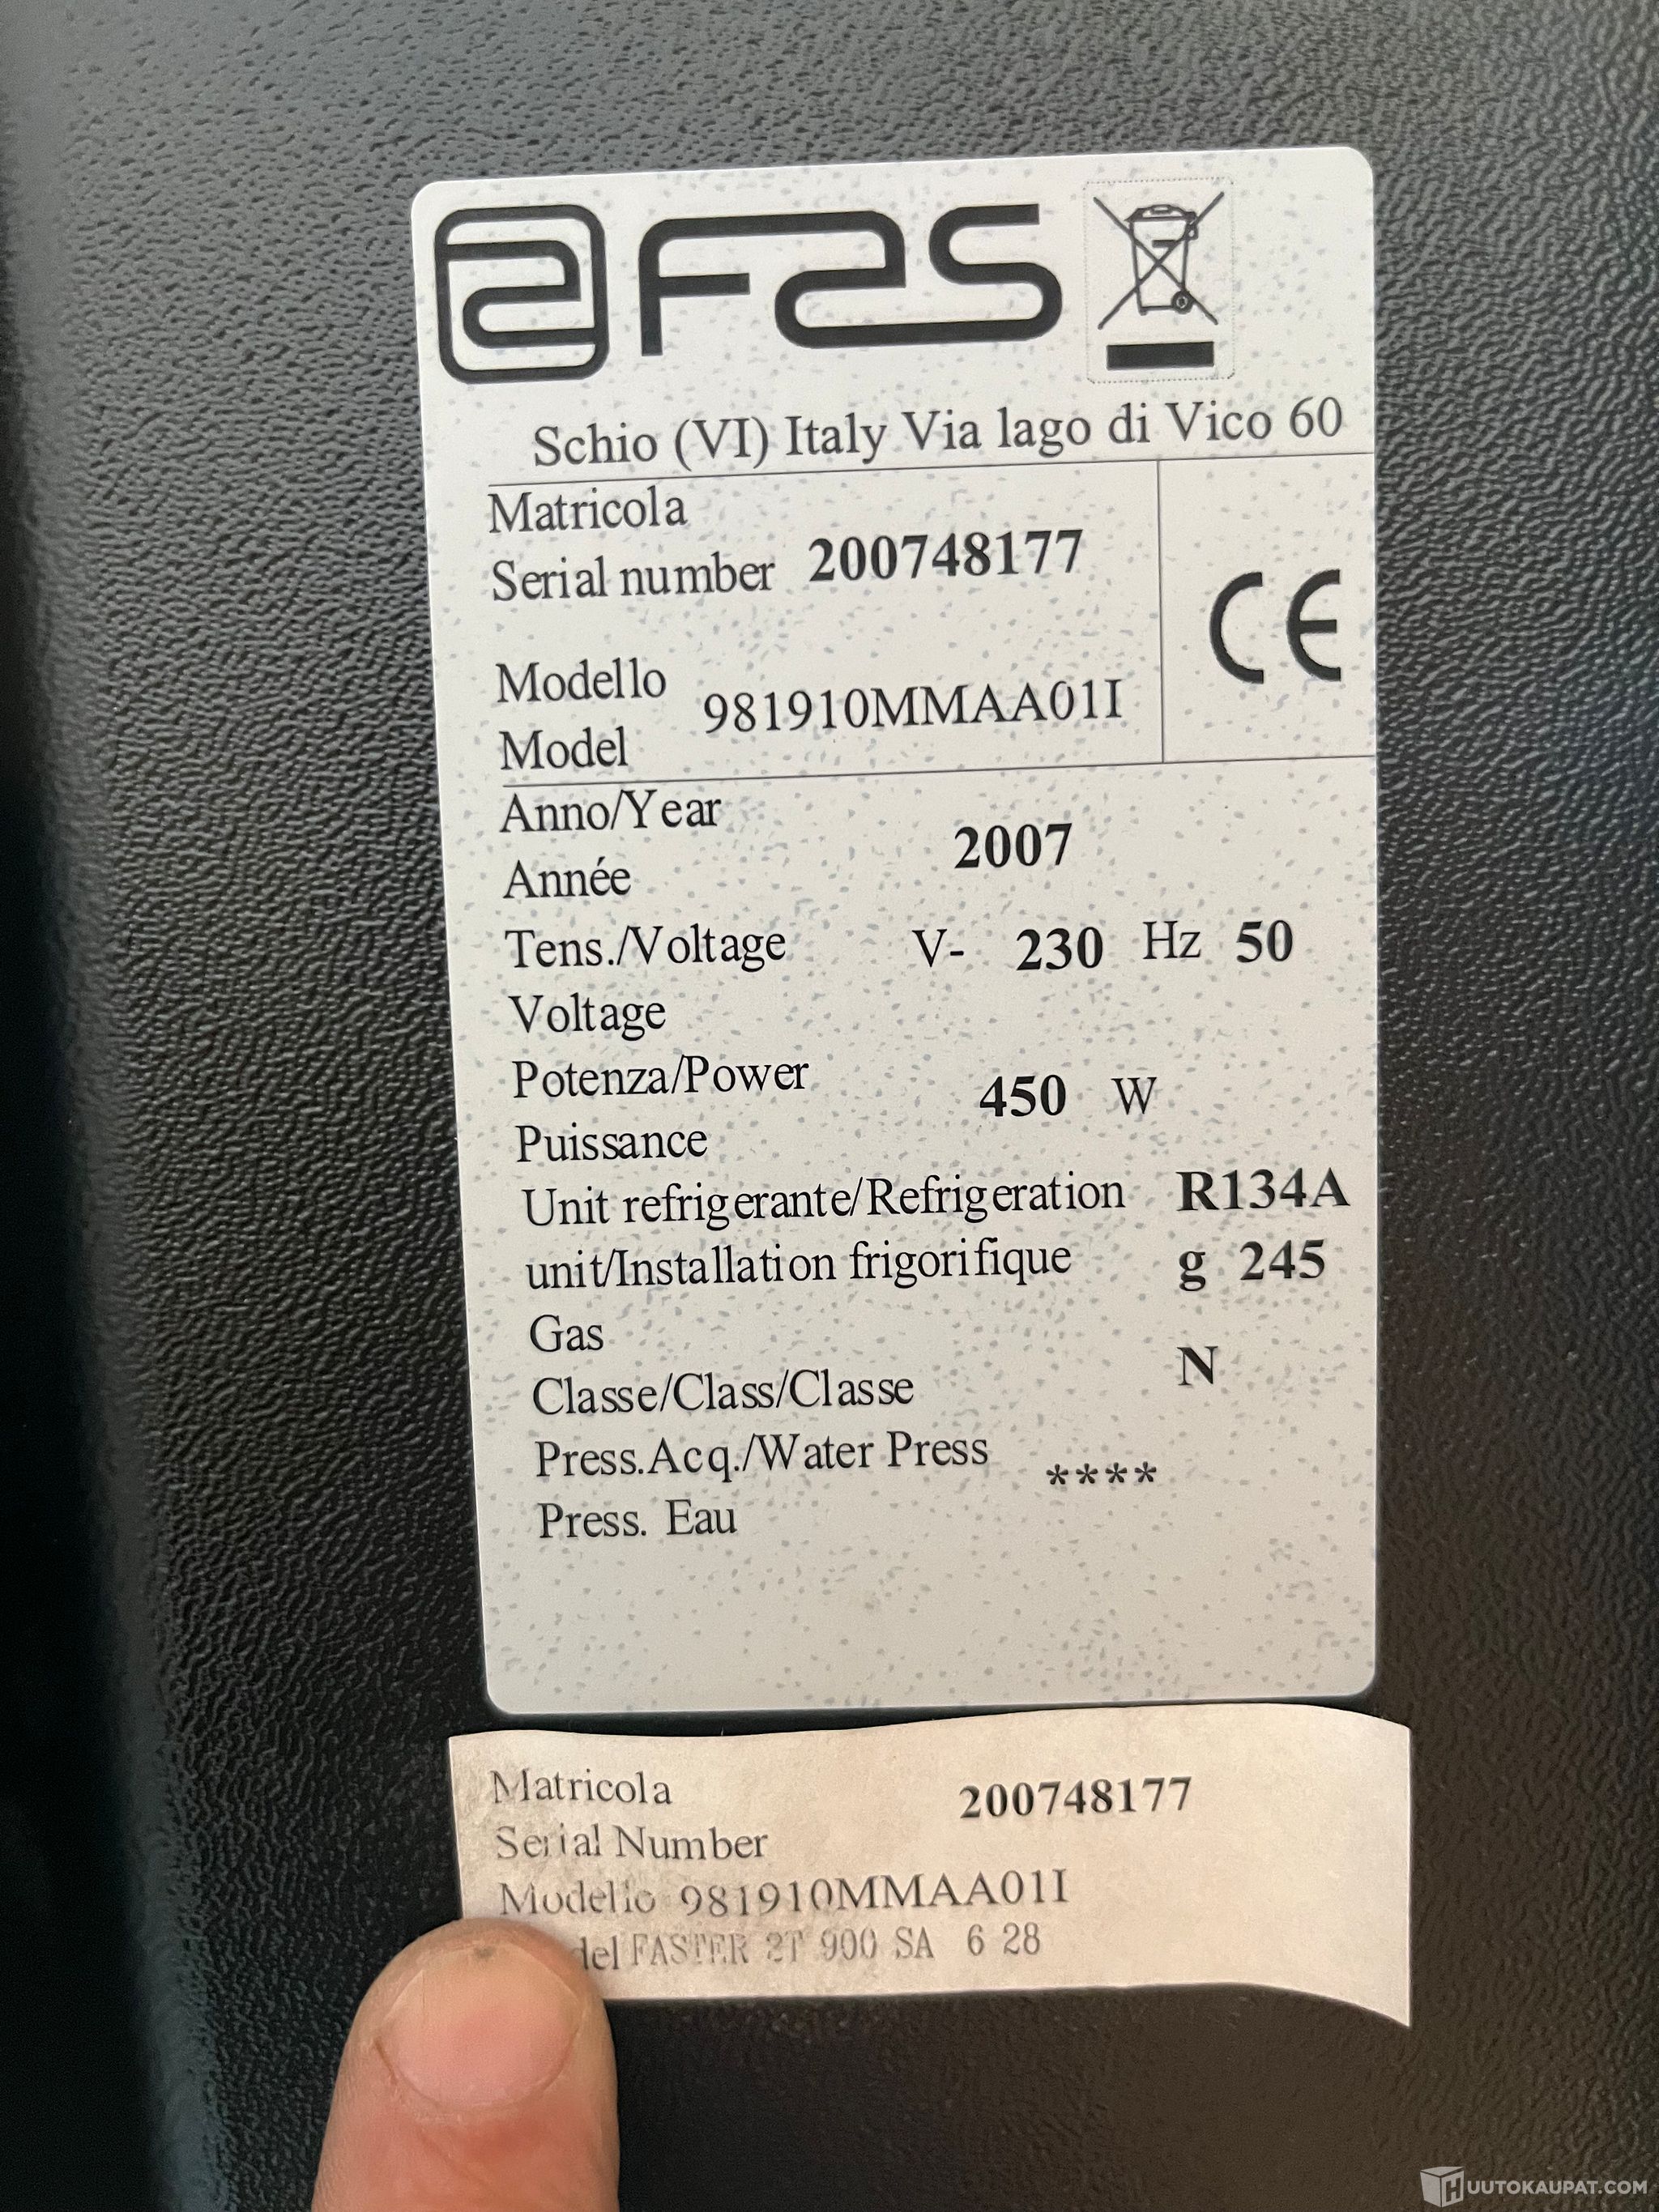 FAS
Schio (VI) Italy Via lago di Vico 60
Matricola
Serial number 200748177
CE
Modello
Model 981910MMAA01I
Anno/Year
Année 2007
Tens./Voltage V- 230 Hz 50
Voltage
Potenza/Power
Puissance 450 W
Unit refrigerante/Refrigeration R134A
unit/Installation frigorifique g 245
Gas
Classe/Class/Classe N
Press.Acq./Water Press ****
Press. Eau
Matricola 200748177
Serial Number
Modello 981910MMAA01I
del FASTER 2T 900 SA 6 28
HUUTOKAUPAT.COM